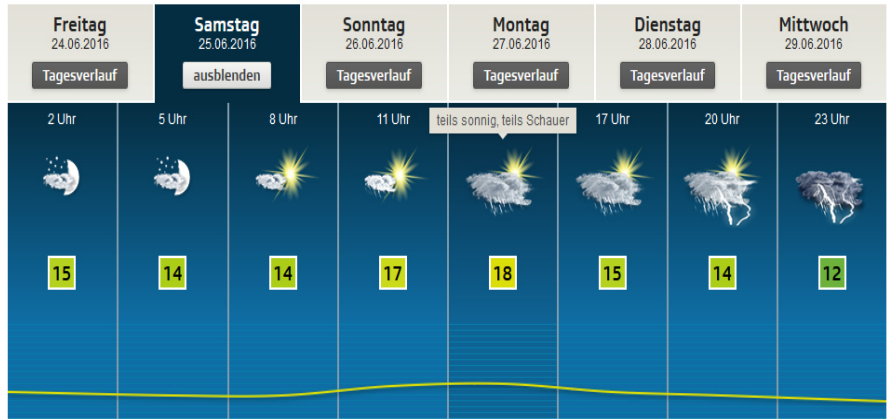 Freitag
24.06.2016
Tagesverlauf
Samstag
25.06.2016
ausblenden
Sonntag
26.06.2016
Tagesverlauf
Montag
27.06.2016
Tagesverlauf
Dienstag
28.06.2016
Tagesverlauf
Mittwoch
29.06.2016
Tagesverlauf
2 Uhr
5 Uhr
8 Uhr
11 Uhr
teils sonnig, teils Schauer
17 Uhr
20 Uhr
23 Uhr
15
14
14
17
18
15
14
12